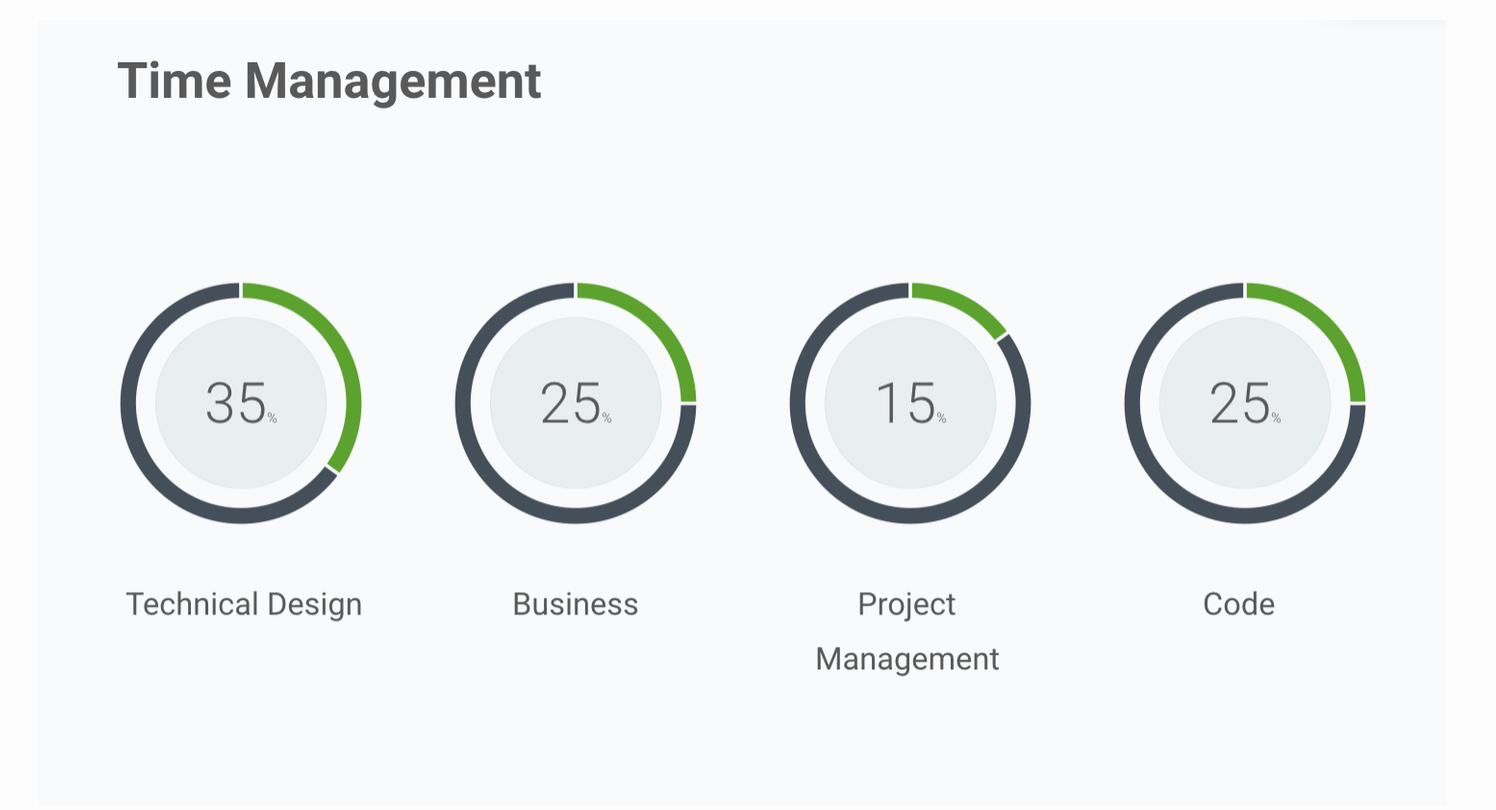 Time Management
35%
25%
15%
25%
Technical Design
Business
Project
Management
Code